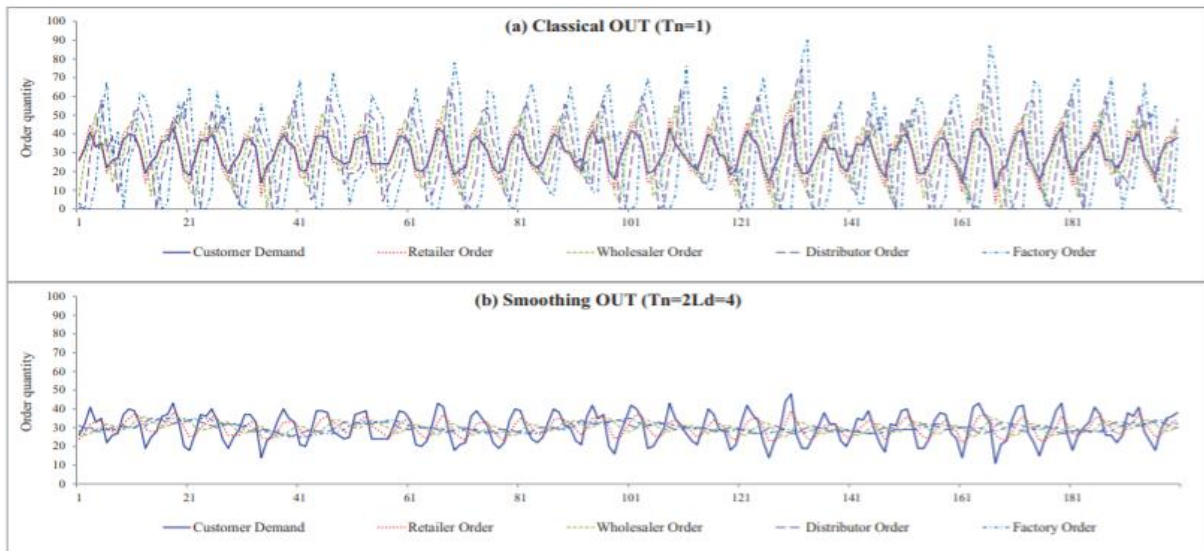 (a) Classical OUT (Tn=1)
100
90
80
70
60
50
40
30
20
10
0
Order quantity
1 21 41 61 81 101 121 141 161 181
Customer Demand Retailer Order Wholesaler Order Distributor Order Factory Order
(b) Smoothing OUT (Tn=2Ld=4)
100
90
80
70
60
50
40
30
20
10
0
Order quantity
1 21 41 61 81 101 121 141 161 181
Customer Demand Retailer Order Wholesaler Order Distributor Order Factory Order